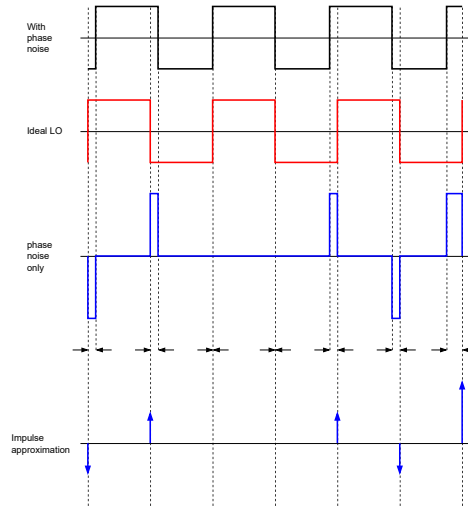 With
phase
noise
Ideal LO
phase
noise
only
Impulse
approximation